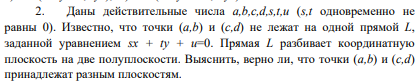 2. Даны действительные числа a,b,c,d,s,t,u (s,t одновременно не
равны 0). Известно, что точки (a,b) и (c,d) не лежат на одной прямой L,
заданной уравнением sx + ty + u=0. Прямая L разбивает координатную
плоскость на две полуплоскости. Выяснить, верно ли, что точки (a,b) и (c,d)
принадлежат разным плоскостям.